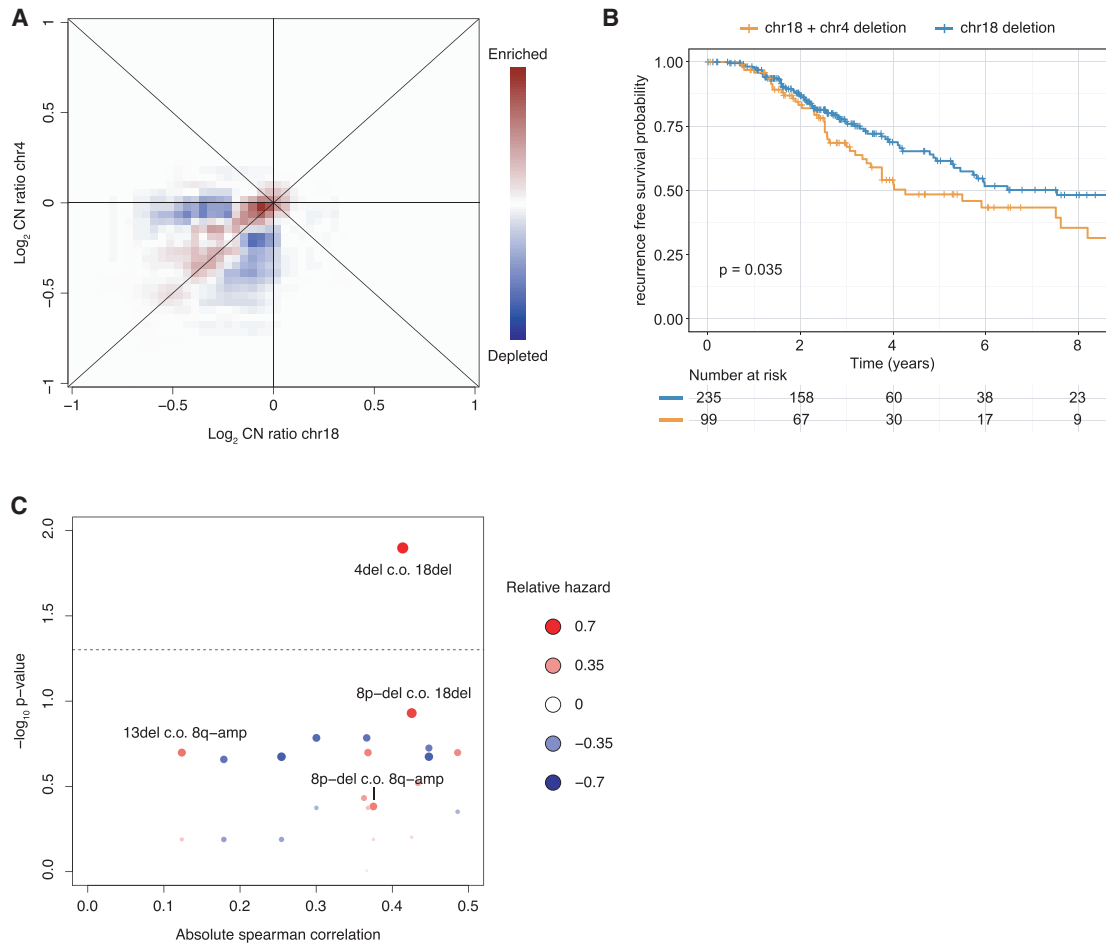 A
1
0.5
0
−0.5
−1
−1
−0.5
0
0.5
1
Log2 CN ratio chr4
Log2 CN ratio chr18
Enriched
Depleted
B
chr18 + chr4 deletion
chr18 deletion
recurrence free survival probability
1.00
0.75
0.50
0.25
0.00
p = 0.035
0 2 4 6 8
Time (years)
Number at risk
235 158 60 38 23
99 67 30 17 9
C
−log10 p−value
2.0
1.5
1.0
0.5
0.0
4del c.o. 18del
8p−del c.o. 18del
13del c.o. 8q−amp
8p−del c.o. 8q−amp
0.0 0.1 0.2 0.3 0.4 0.5
Absolute spearman correlation
Relative hazard
0.7
0.35
0
−0.35
−0.7